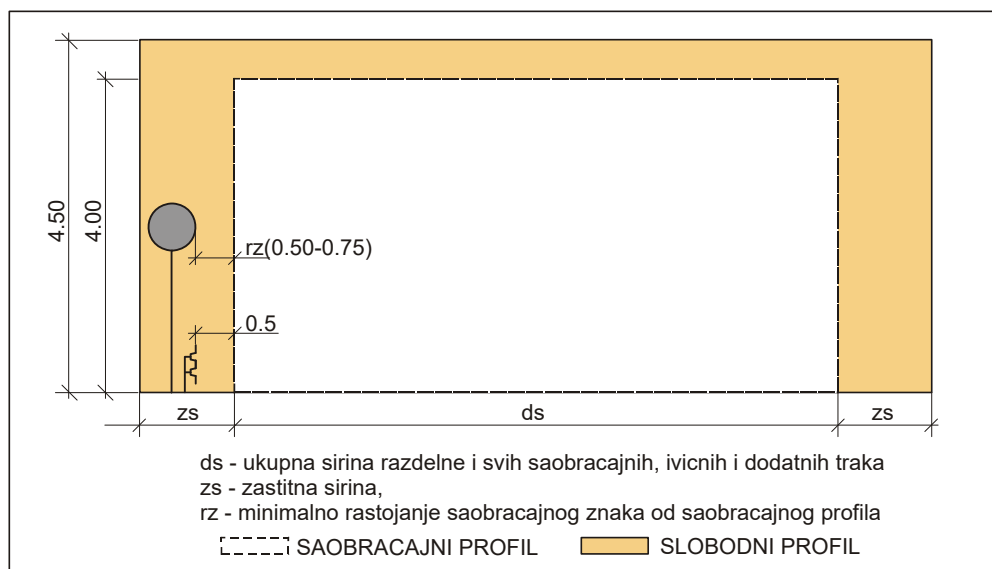 4.50
4.00
rz(0.50-0.75)
0.5
zs
ds
zs
ds - ukupna sirina razdelne i svih saobracajnih, ivicnih i dodatnih traka
zs - zastitna sirina,
rz - minimalno rastojanje saobracajnog znaka od saobracajnog profila
SAOBRACAJNI PROFIL
SLOBODNI PROFIL